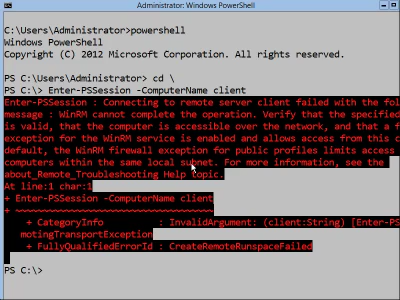 Administrator: Windows PowerShell
C:\Users\Administrator>powershell
Windows PowerShell
Copyright (C) 2012 Microsoft Corporation. All rights reserved.
PS C:\Users\Administrator> cd \
PS C:\> Enter-PSSession -ComputerName client
Enter-PSSession : Connecting to remote server client failed with the fol
message : WinRM cannot complete the operation. Verify that the specified
is valid, that the computer is accessible over the network, and that a f
exception for the WinRM service is enabled and allows access from this c
default, the WinRM firewall exception for public profiles limits access
computers within the same local subnet. For more information, see the
about_Remote_Troubleshooting Help topic.
At line:1 char:1
+ Enter-PSSession -ComputerName client
+ ~~~~~~~~~~~~~~~~~~~~~~~~~~~~~~~~~~~~
+ CategoryInfo : InvalidArgument: (client:String) [Enter-PS
motingTransportException
+ FullyQualifiedErrorId : CreateRemoteRunspaceFailed
PS C:\>